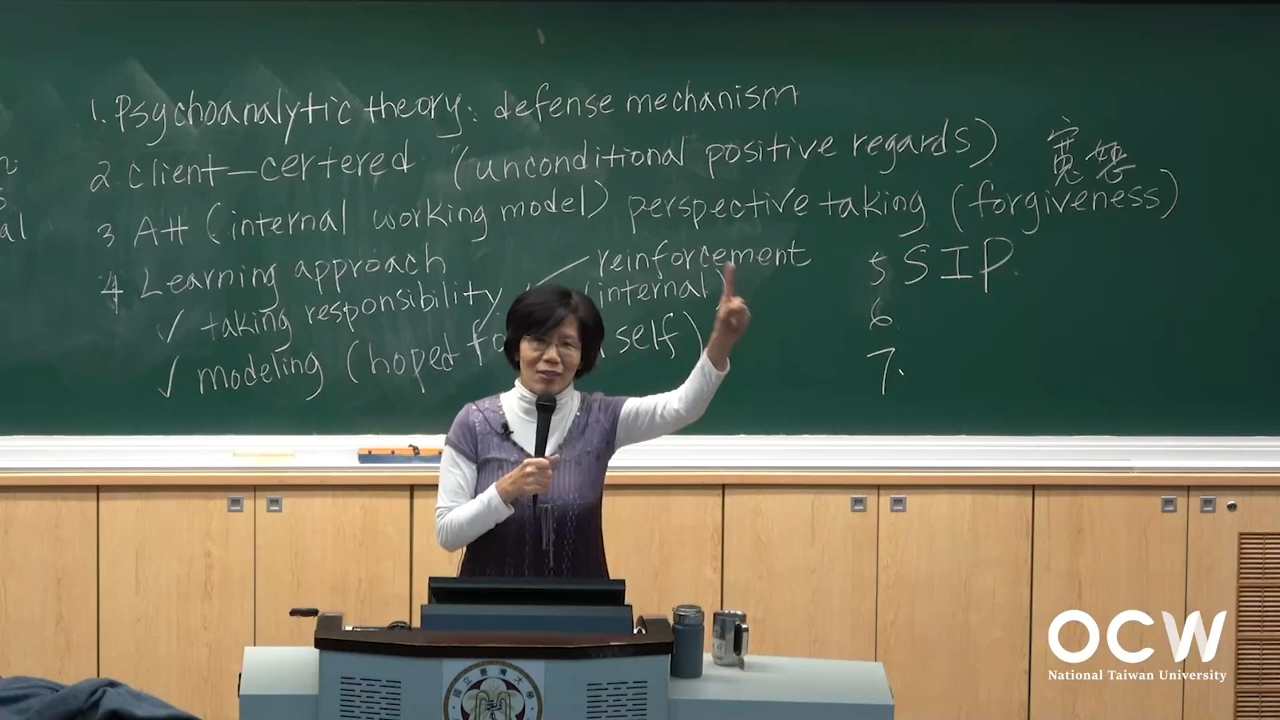 1. Psychoanalytic theory: defense mechanism
2. client-certered (unconditional positive regards)
寬恕
3 Att (internal working model) perspective taking (forgiveness)
4 Learning approach
reinforcement
✓ taking responsibility (internal)
✓ modeling (hoped self)
5 SIP
6.
7.
al
OCW
National Taiwan University